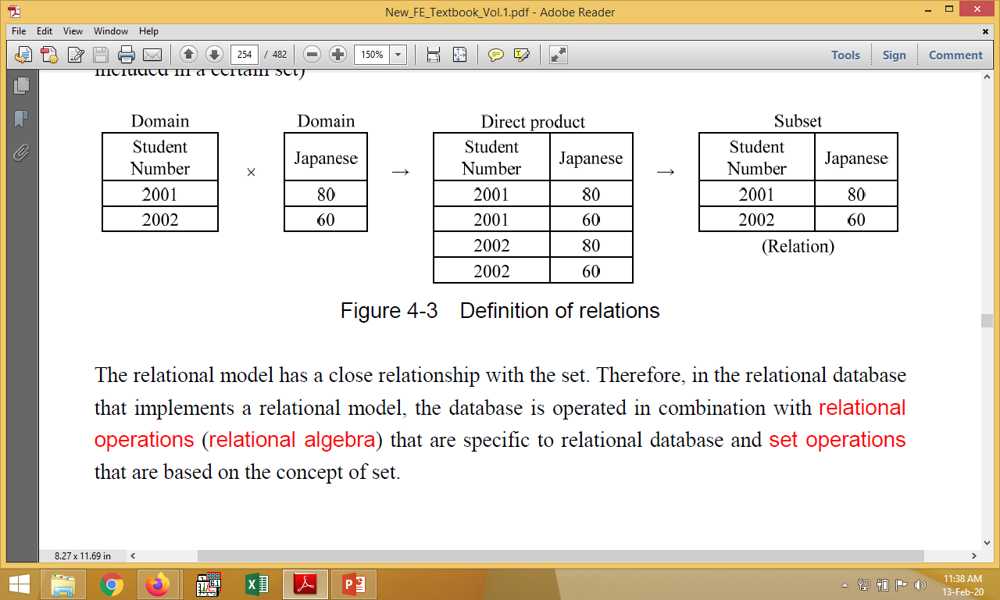 New_FE_Textbook_Vol.1.pdf - Adobe Reader
File Edit View Window Help
254 / 482 150% Tools Sign Comment
included in a certain set)
Domain Domain Direct product Subset
Student Number Japanese Student Number Japanese Student Number Japanese
× → →
2001 80 2001 80 2001 80
2002 60 2001 60 2002 60
2002 80 (Relation)
2002 60
Figure 4-3 Definition of relations
The relational model has a close relationship with the set. Therefore, in the relational database
that implements a relational model, the database is operated in combination with relational
operations (relational algebra) that are specific to relational database and set operations
that are based on the concept of set.
8.27 x 11.69 in
11:38 AM
13-Feb-20